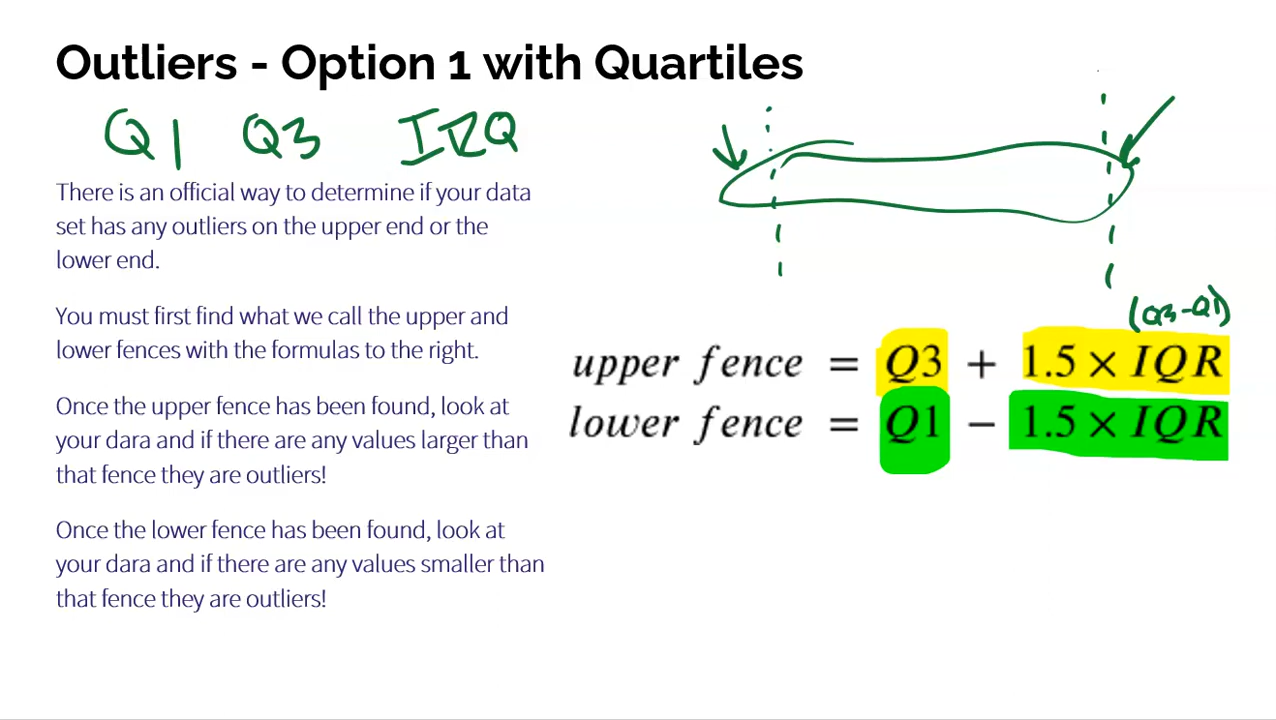 Outliers - Option 1 with Quartiles
Q1 Q3 IRQ
There is an official way to determine if your data
set has any outliers on the upper end or the
lower end.
You must first find what we call the upper and
lower fences with the formulas to the right.
Once the upper fence has been found, look at
your dara and if there are any values larger than
that fence they are outliers!
Once the lower fence has been found, look at
your dara and if there are any values smaller than
that fence they are outliers!
(Q3-Q1)
upper fence = Q3 + 1.5 × IQR
lower fence = Q1 − 1.5 × IQR